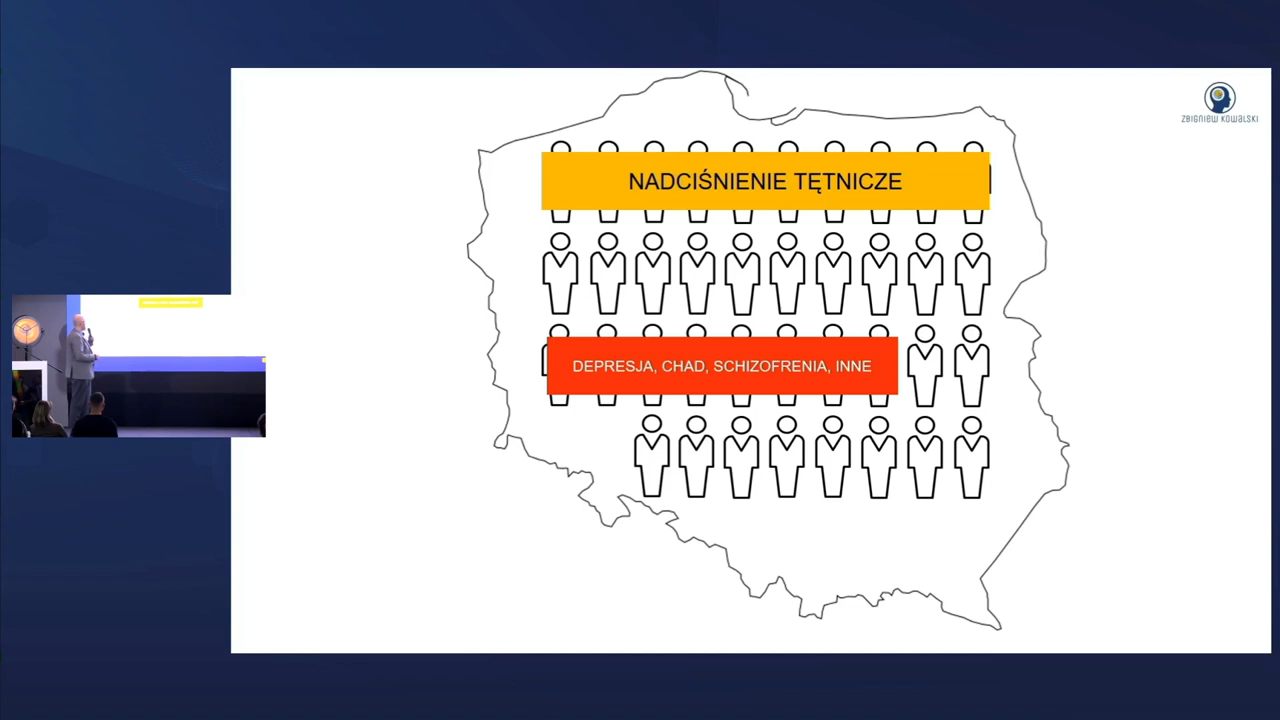 ZBIGNIEW KOWALSKI
NADCIŚNIENIE TĘTNICZE
DEPRESJA, CHAD, SCHIZOFRENIA, INNE